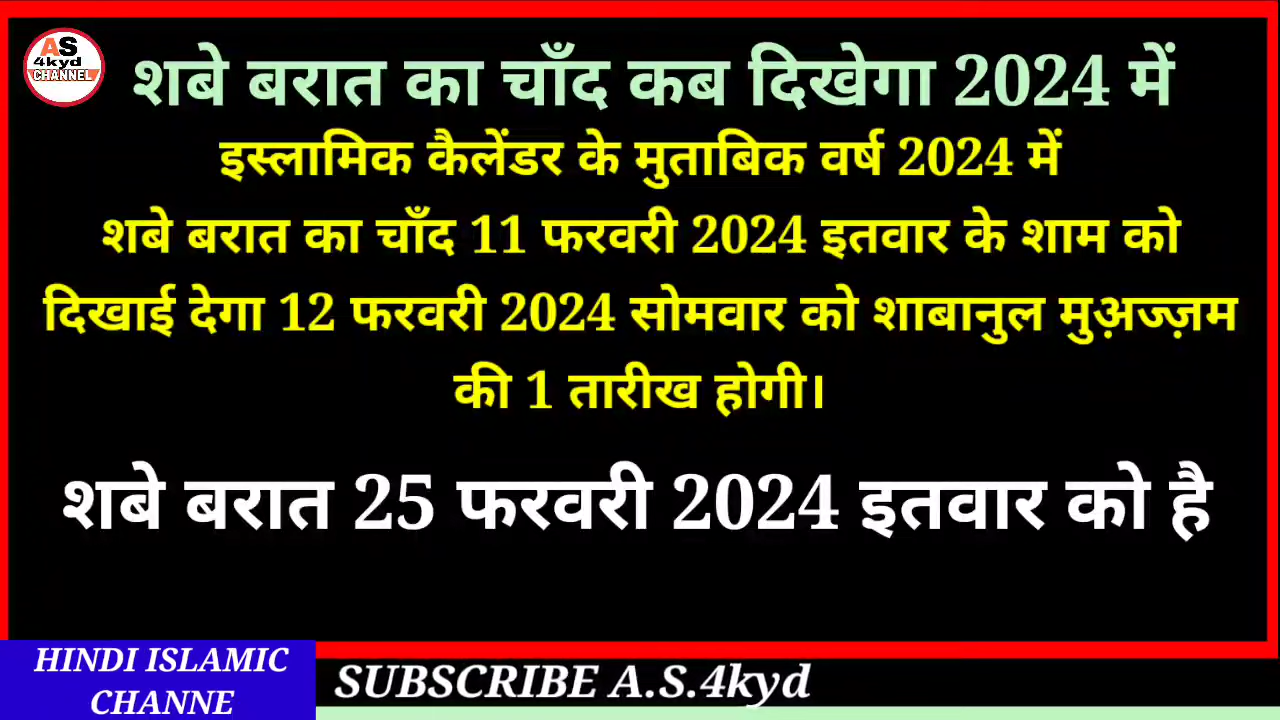 AS
4kyd
CHANNEL
शबे बरात का चाँद कब दिखेगा 2024 में
इस्लामिक कैलेंडर के मुताबिक वर्ष 2024 में
शबे बरात का चाँद 11 फरवरी 2024 इतवार के शाम को
दिखाई देगा 12 फरवरी 2024 सोमवार को शाबानुल मुअ़ज्ज़म
की 1 तारीख होगी।
शबे बरात 25 फरवरी 2024 इतवार को है
HINDI ISLAMIC
CHANNE
SUBSCRIBE A.S.4kyd